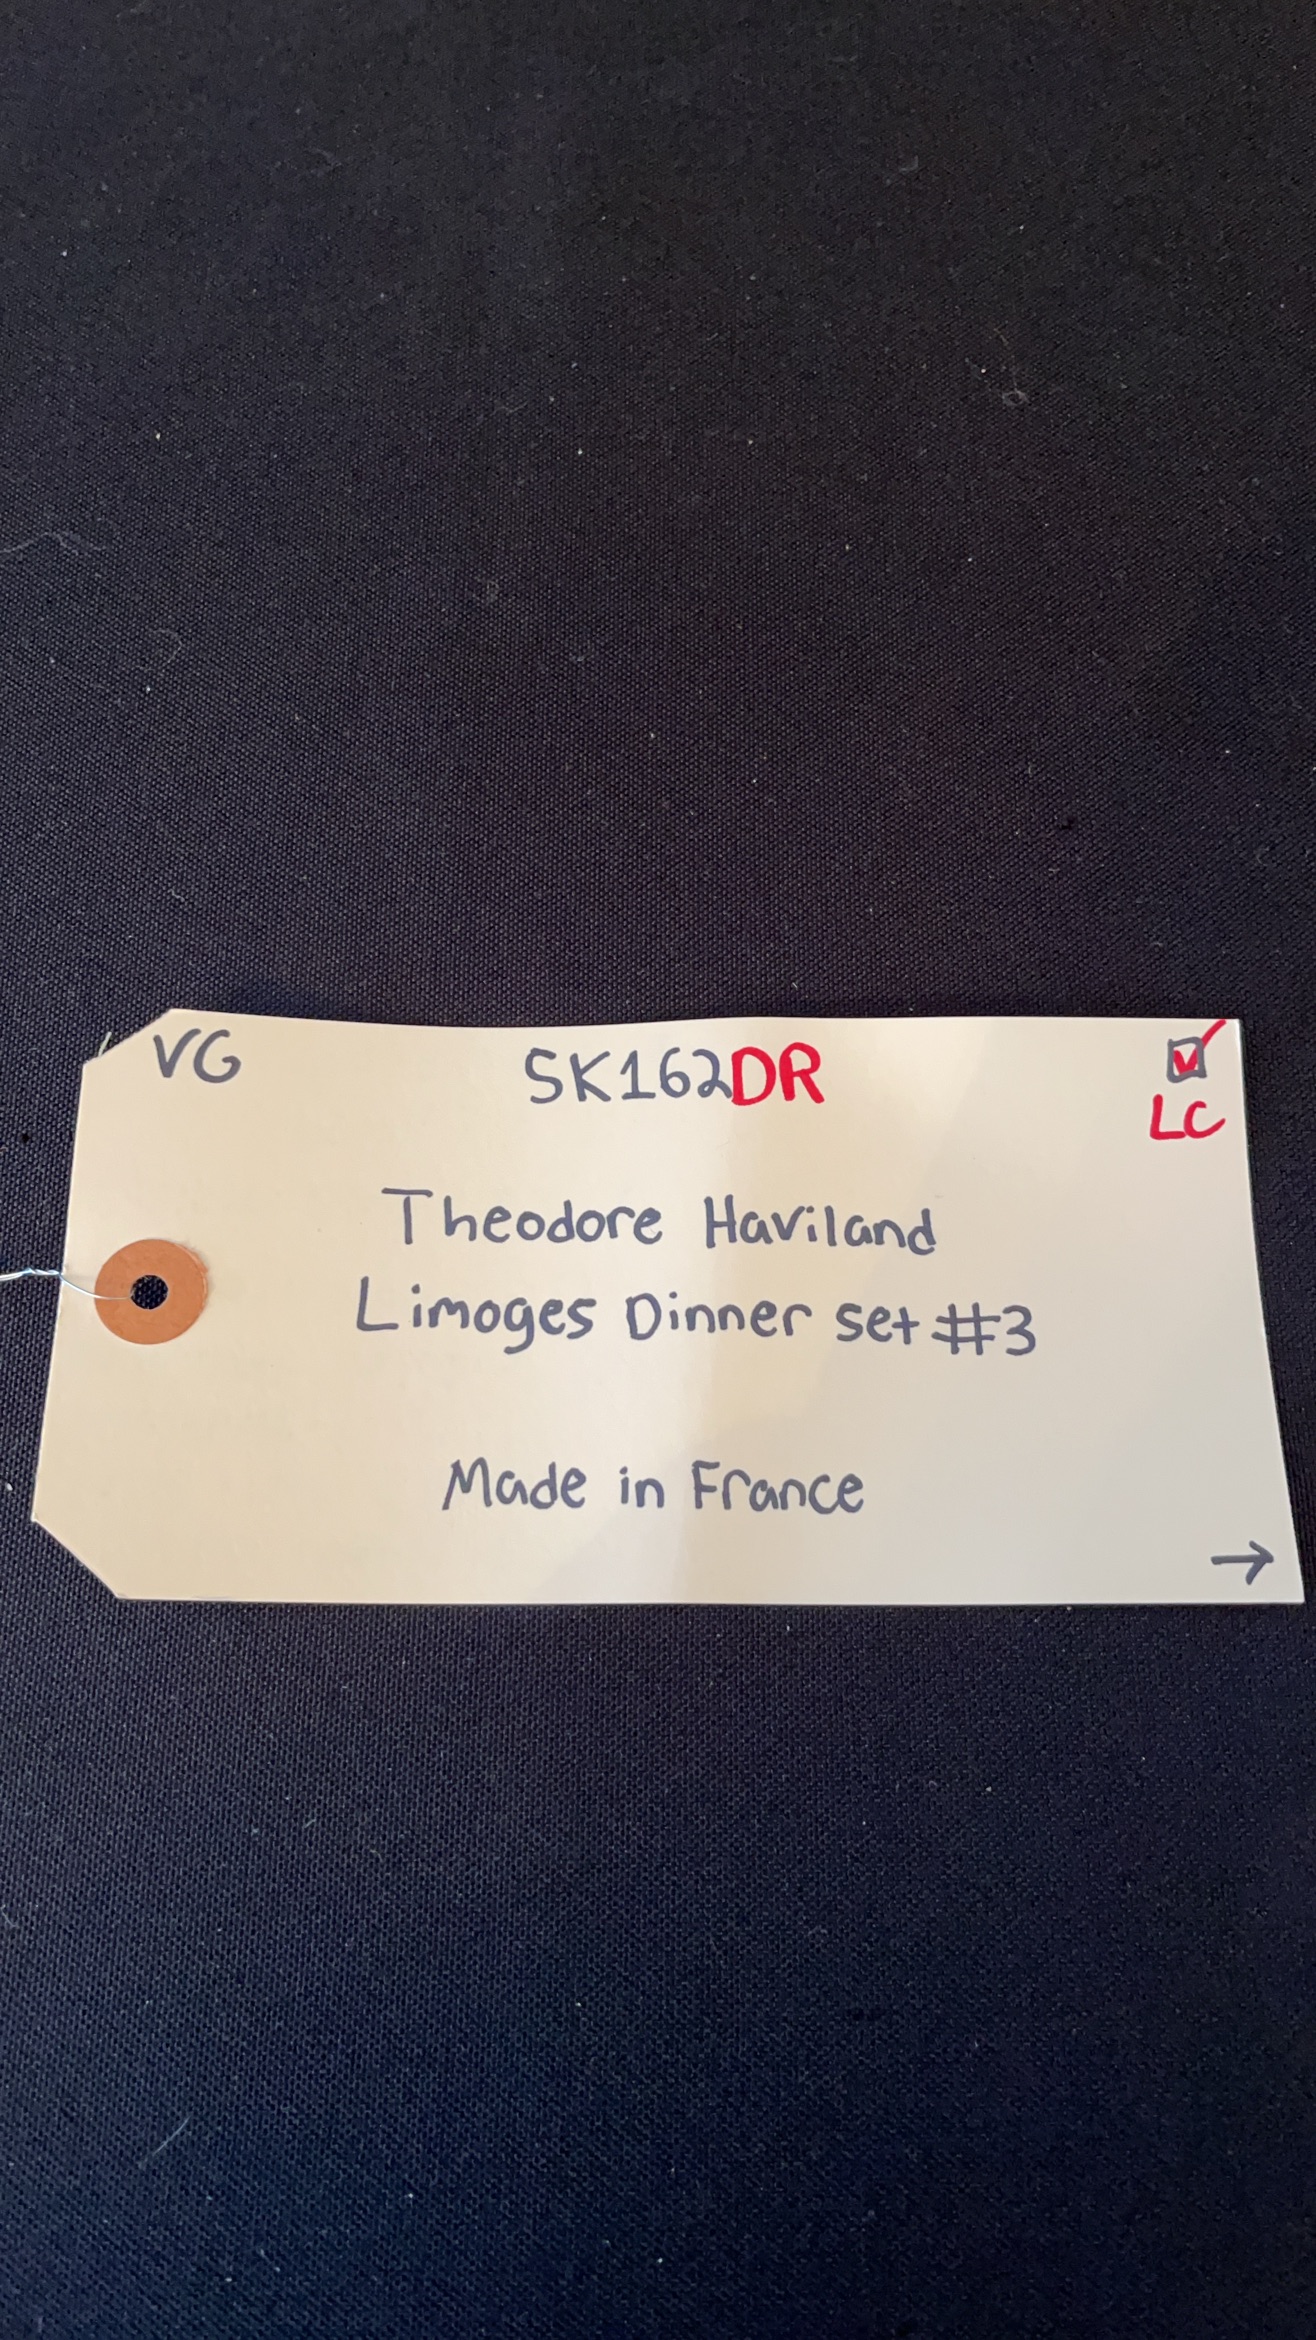 VG SK162DR ☑
LC
Theodore Haviland
Limoges Dinner set #3
Made in France
→